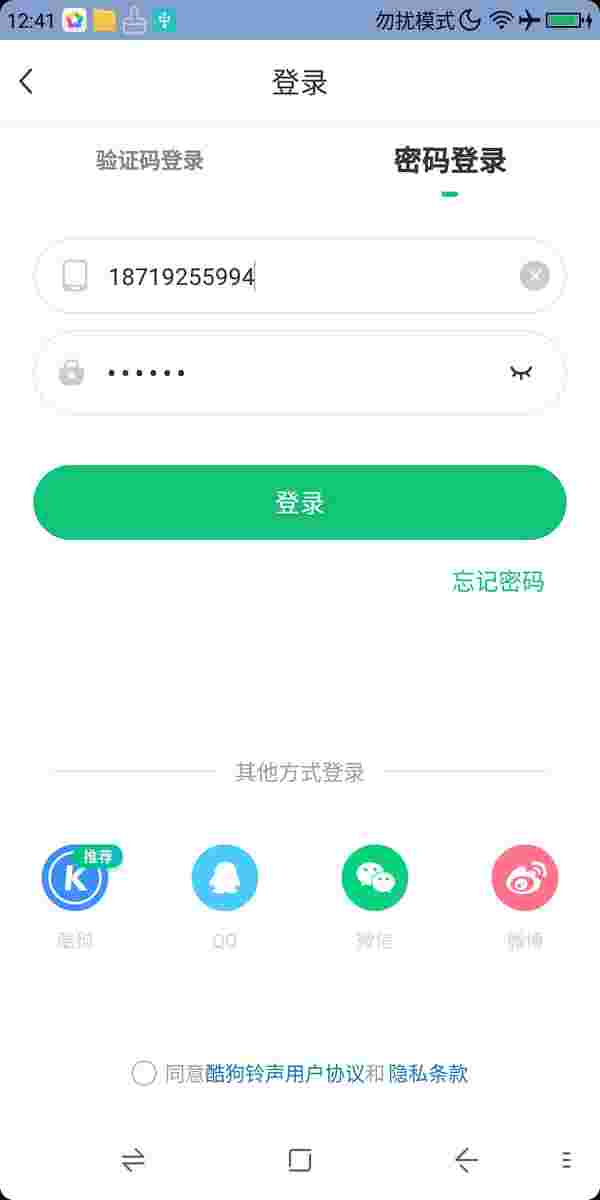 12:41 勿扰模式
登录
验证码登录 密码登录
18719255994
••••••
登录
忘记密码
其他方式登录
推荐
酷狗 QQ 微信 微博
同意酷狗铃声用户协议和 隐私条款